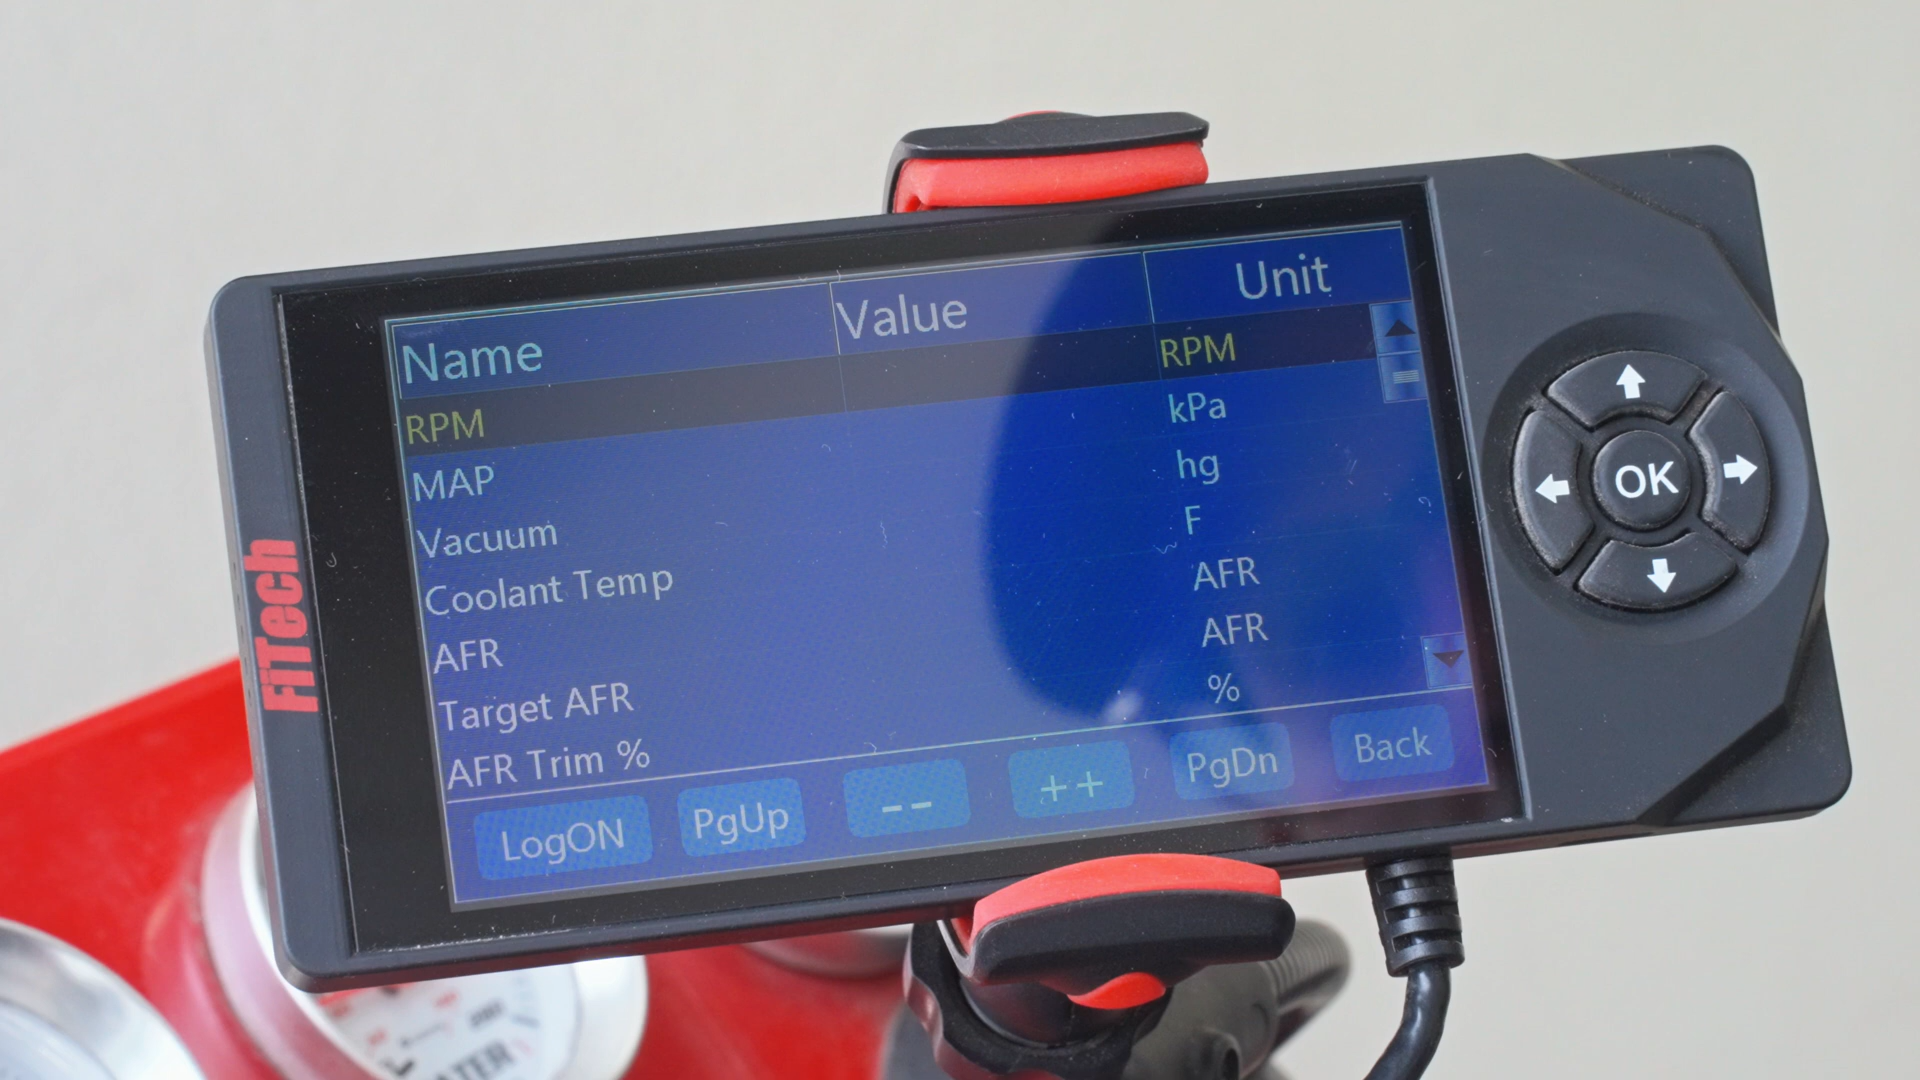 Name Value Unit
RPM RPM
MAP kPa
Vacuum hg
Coolant Temp F
AFR AFR
Target AFR AFR
AFR Trim % %
LogON PgUp -- ++ PgDn Back
OK
FiTech